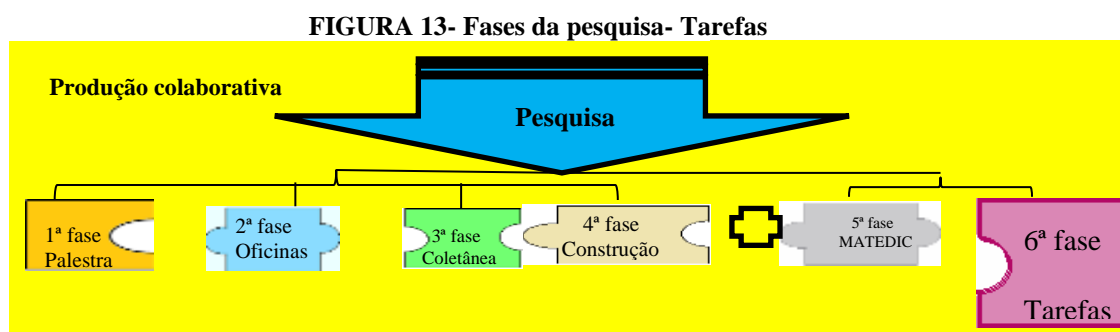 FIGURA 13- Fases da pesquisa- Tarefas
Produção colaborativa
Pesquisa
1ª fase
Palestra
2ª fase
Oficinas
3ª fase
Coletânea
4ª fase
Construção
5ª fase
MATEDIC
6ª fase
Tarefas